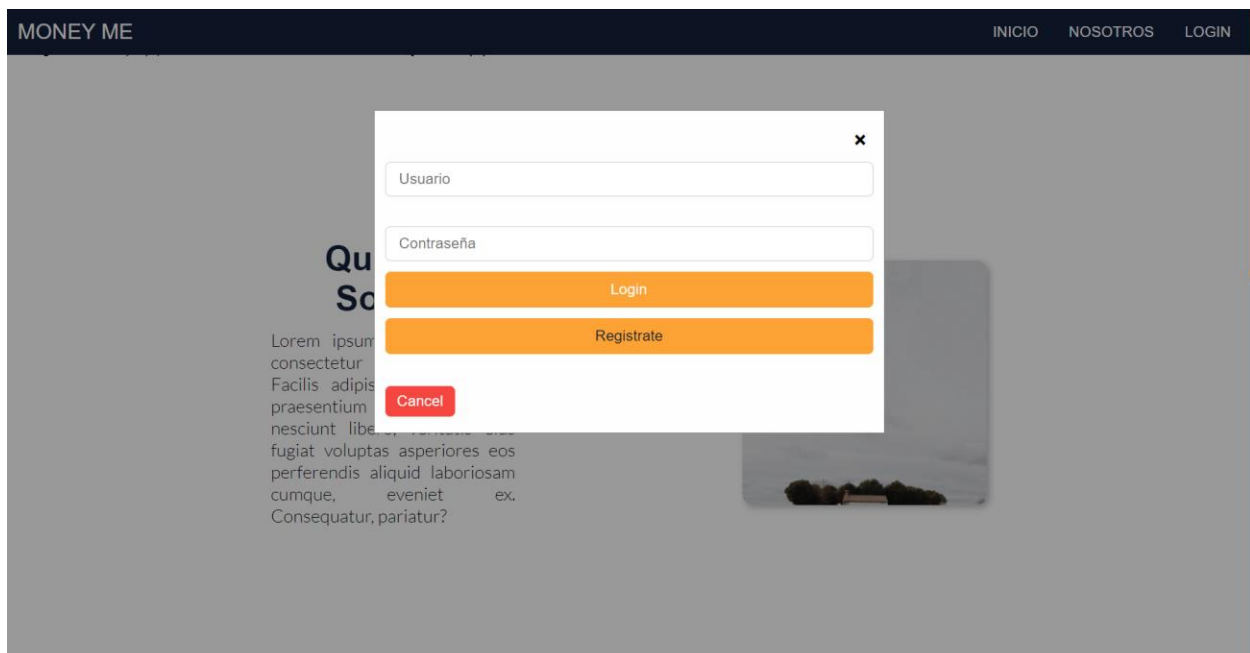 MONEY ME
INICIO NOSOTROS LOGIN
×
Usuario
Contraseña
Login
Registrate
Cancel
Qu
So
Lorem ipsum
consectetur
Facilis adipis
praesentium
nesciunt
fugiat voluptas asperiores eos
perferendis aliquid laboriosam
cumque, eveniet ex.
Consequatur, pariatur?